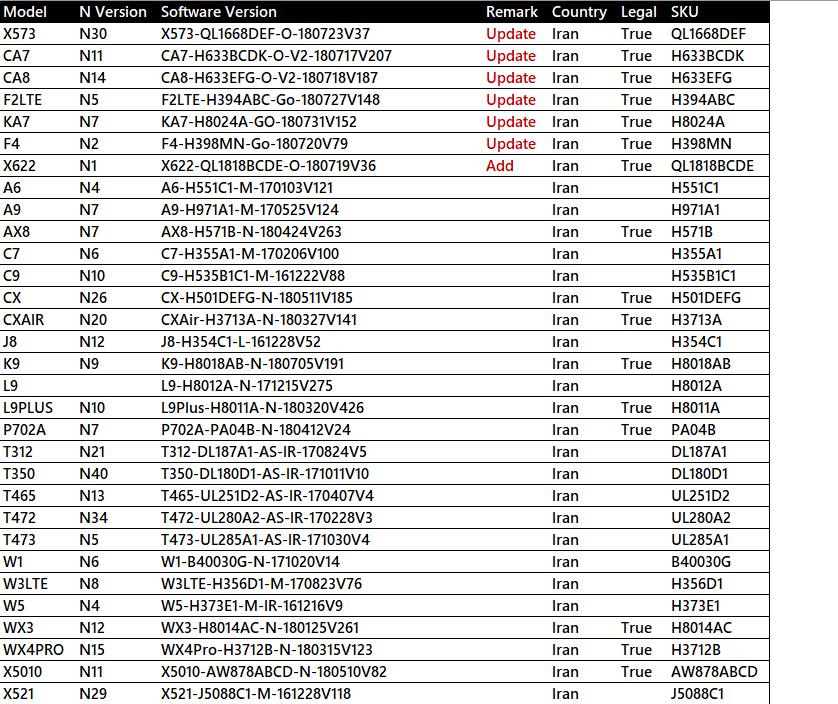 Model N Version Software Version Remark Country Legal SKU
X573 N30 X573-QL1668DEF-O-180723V37 Update Iran True QL1668DEF
CA7 N11 CA7-H633BCDK-O-V2-180717V207 Update Iran True H633BCDK
CA8 N14 CA8-H633EFG-O-V2-180718V187 Update Iran True H633EFG
F2LTE N5 F2LTE-H394ABC-Go-180727V148 Update Iran True H394ABC
KA7 N7 KA7-H8024A-GO-180731V152 Update Iran True H8024A
F4 N2 F4-H398MN-Go-180720V79 Update Iran True H398MN
X622 N1 X622-QL1818BCDE-O-180719V36 Add Iran True QL1818BCDE
A6 N4 A6-H551C1-M-170103V121 Iran H551C1
A9 N7 A9-H971A1-M-170525V124 Iran H971A1
AX8 N7 AX8-H571B-N-180424V263 Iran True H571B
C7 N6 C7-H355A1-M-170206V100 Iran H355A1
C9 N10 C9-H535B1C1-M-161222V88 Iran H535B1C1
CX N26 CX-H501DEFG-N-180511V185 Iran True H501DEFG
CXAIR N20 CXAir-H3713A-N-180327V141 Iran True H3713A
J8 N12 J8-H354C1-L-161228V52 Iran H354C1
K9 N9 K9-H8018AB-N-180705V191 Iran True H8018AB
L9 L9-H8012A-N-171215V275 Iran H8012A
L9PLUS N10 L9Plus-H8011A-N-180320V426 Iran True H8011A
P702A N7 P702A-PA04B-N-180412V24 Iran True PA04B
T312 N21 T312-DL187A1-AS-IR-170824V5 Iran DL187A1
T350 N40 T350-DL180D1-AS-IR-171011V10 Iran DL180D1
T465 N13 T465-UL251D2-AS-IR-170407V4 Iran UL251D2
T472 N34 T472-UL280A2-AS-IR-170228V3 Iran UL280A2
T473 N5 T473-UL285A1-AS-IR-171030V4 Iran UL285A1
W1 N6 W1-B40030G-N-171020V14 Iran B40030G
W3LTE N8 W3LTE-H356D1-M-170823V76 Iran H356D1
W5 N4 W5-H373E1-M-IR-161216V9 Iran H373E1
WX3 N12 WX3-H8014AC-N-180125V261 Iran True H8014AC
WX4PRO N15 WX4Pro-H3712B-N-180315V123 Iran True H3712B
X5010 N11 X5010-AW878ABCD-N-180510V82 Iran True AW878ABCD
X521 N29 X521-J5088C1-M-161228V118 Iran J5088C1